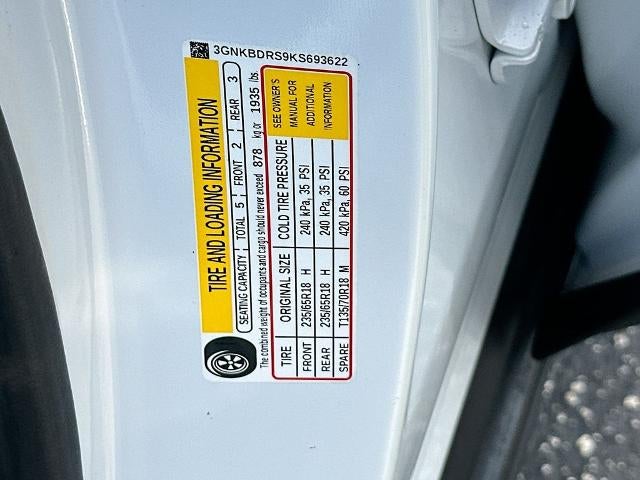 3GNKBDRS9KS693622
TIRE AND LOADING INFORMATION
SEATING CAPACITY TOTAL 5 FRONT 2 REAR 3
The combined weight of occupants and cargo should never exceed 878 kg or 1935 lbs.
TIRE ORIGINAL SIZE COLD TIRE PRESSURE
FRONT 235/65R18 H 240 kPa, 35 PSI
REAR 235/65R18 H 240 kPa, 35 PSI
SPARE T135/70R18 M 420 kPa, 60 PSI
SEE OWNER'S
MANUAL FOR
ADDITIONAL
INFORMATION